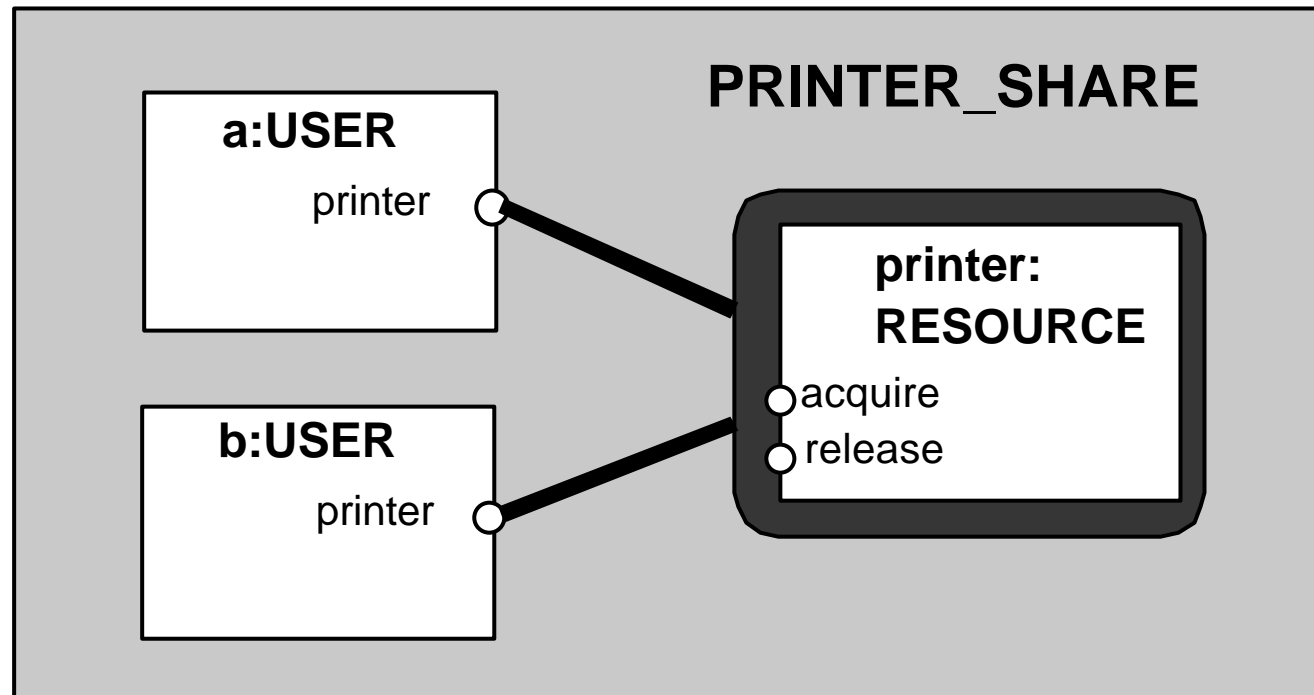 PRINTER_SHARE
a:USER
printer
b:USER
printer
printer:
RESOURCE
acquire
release